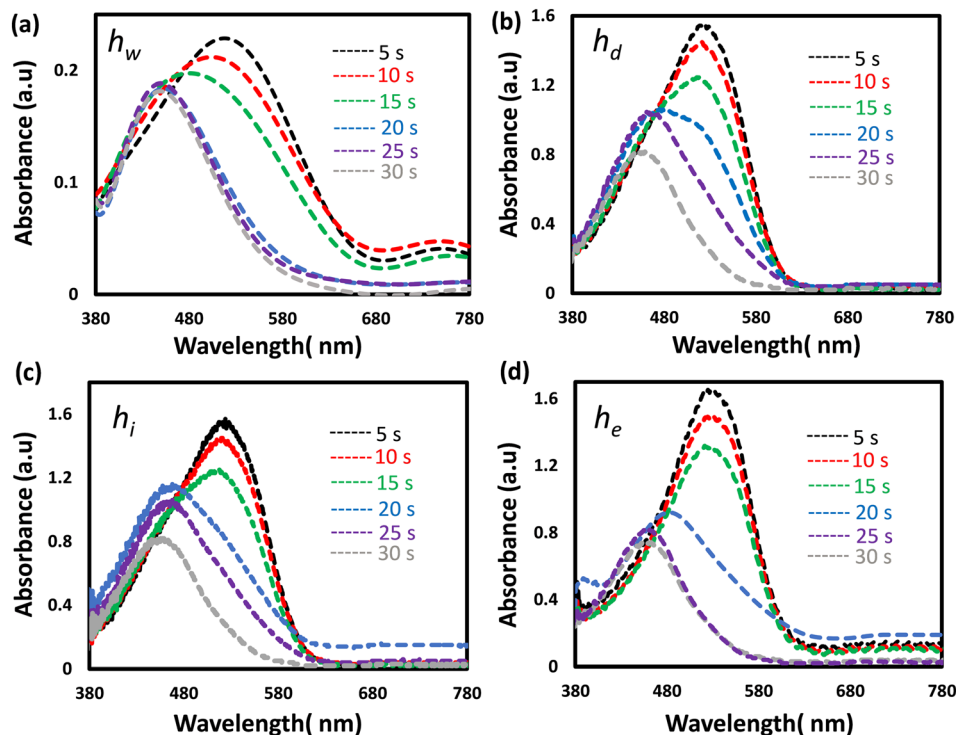 (a)
h_w
5 s
10 s
15 s
20 s
25 s
30 s
Absorbance (a.u)
0.2
0.1
0
380 480 580 680 780
Wavelength( nm)
(b)
h_d
5 s
10 s
15 s
20 s
25 s
30 s
Absorbance (a.u)
1.6
1.2
0.8
0.4
0
380 480 580 680 780
Wavelength( nm)
(c)
h_i
5 s
10 s
15 s
20 s
25 s
30 s
Absorbance (a.u)
1.6
1.2
0.8
0.4
0
380 480 580 680 780
Wavelength( nm)
(d)
h_e
5 s
10 s
15 s
20 s
25 s
30 s
Absorbance (a.u)
1.6
1.2
0.8
0.4
0
380 480 580 680 780
Wavelength( nm)